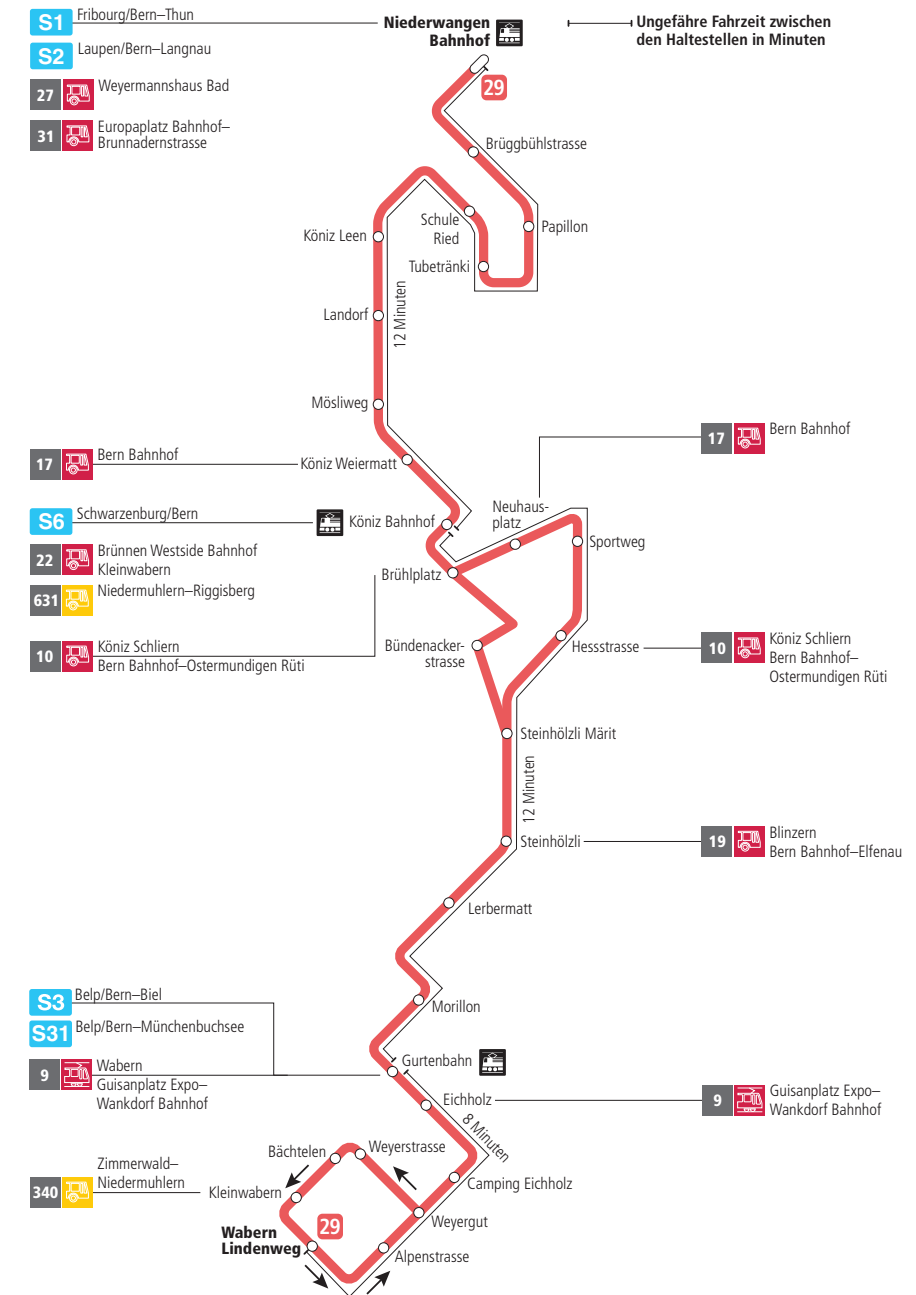 S1
Fribourg/Bern–Thun
S2
Laupen/Bern–Langnau
27
Weyermannshaus Bad
31
Europaplatz Bahnhof–
Brunnadernstrasse
Niederwangen
Bahnhof
Ungefähre Fahrzeit zwischen
den Haltestellen in Minuten
29
Brüggbühlstrasse
Papillon
Schule
Ried
Tubetränki
Köniz Leen
Landorf
12 Minuten
Mösliweg
17
Bern Bahnhof
Köniz Weiermatt
17
Bern Bahnhof
S6
Schwarzenburg/Bern
Köniz Bahnhof
Neuhaus-
platz
Sportweg
22
Brünnen Westside Bahnhof
Kleinwabern
631
Niedermuhlern–Riggisberg
Brühlplatz
10
Köniz Schliern
Bern Bahnhof–Ostermundigen Rüti
Bündenacker-
strasse
Hessstrasse
10
Köniz Schliern
Bern Bahnhof–
Ostermundigen Rüti
Steinhölzli Märit
12 Minuten
Steinhölzli
19
Blinzern
Bern Bahnhof–Elfenau
Lerbermatt
Morillon
S3
Belp/Bern–Biel
S31
Belp/Bern–Münchenbuchsee
9
Wabern
Guisanplatz Expo–
Wankdorf Bahnhof
Gurtenbahn
Eichholz
9
Guisanplatz Expo–
Wankdorf Bahnhof
8 Minuten
Weyerstrasse
Bächtelen
Camping Eichholz
340
Zimmerwald–
Niedermuhlern
Kleinwabern
Weyergut
29
Wabern
Lindenweg
Alpenstrasse